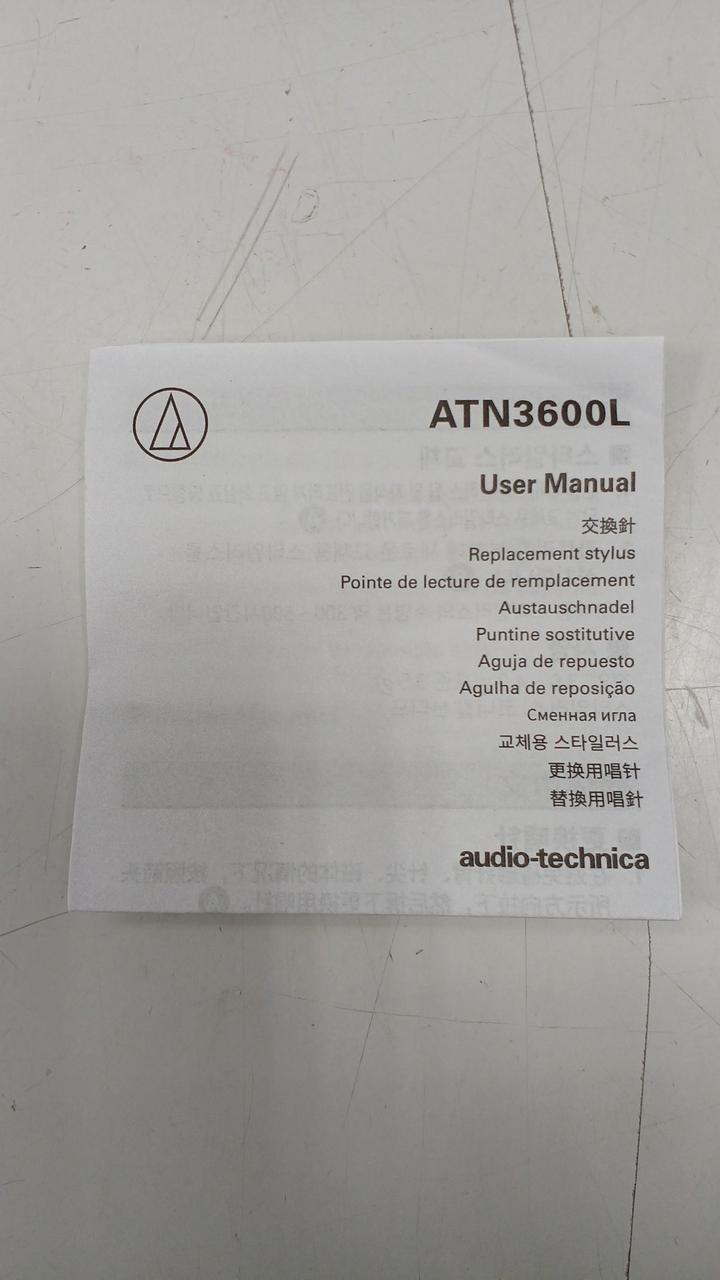 ATN3600L
User Manual
交換針
Replacement stylus
Pointe de lecture de remplacement
Austauschnadel
Puntine sostitutive
Aguja de repuesto
Agulha de reposição
Сменная игла
교체용 스타일러스
更换用唱针
替換用唱針
audio-technica